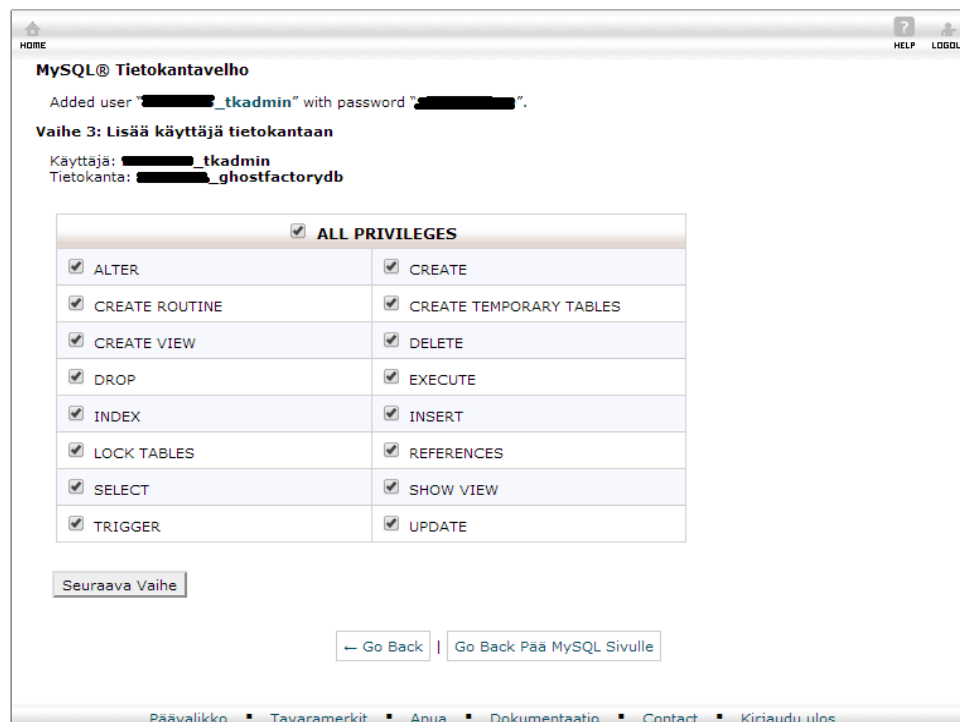 HOME
HELP LOGOU
MySQL® Tietokantavelho
Added user “_tkadmin” with password “”.
Vaihe 3: Lisää käyttäjä tietokantaan
Käyttäjä: _tkadmin
Tietokanta: _ghostfactorydb
ALL PRIVILEGES
ALTER CREATE
CREATE ROUTINE CREATE TEMPORARY TABLES
CREATE VIEW DELETE
DROP EXECUTE
INDEX INSERT
LOCK TABLES REFERENCES
SELECT SHOW VIEW
TRIGGER UPDATE
Seuraava Vaihe
← Go Back | Go Back Pää MySQL Sivulle
Päävalikko ▪ Tavaramerkit ▪ Apua ▪ Dokumentaatio ▪ Contact ▪ Kirjaudu ulos